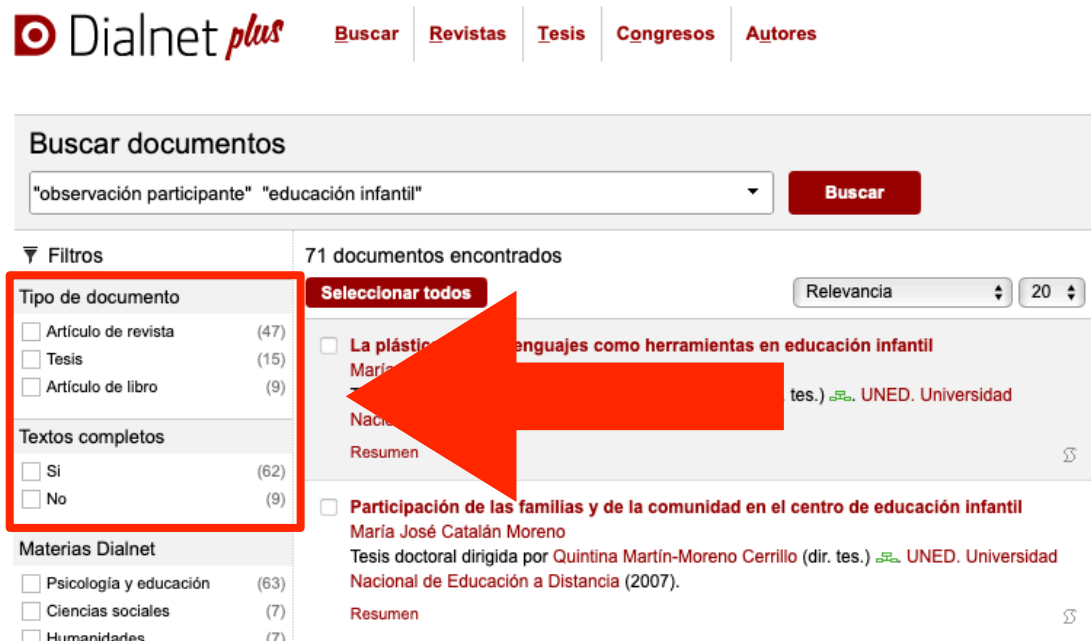 Dialnet plus
Buscar Revistas Tesis Congresos Autores
Buscar documentos
"observación participante" "educación infantil"
Buscar
Filtros
Tipo de documento
Artículo de revista (47)
Tesis (15)
Artículo de libro (9)
Textos completos
Si (62)
No (9)
Materias Dialnet
Psicología y educación (63)
Ciencias sociales (7)
Humanidades (7)
71 documentos encontrados
Seleccionar todos
Relevancia 20
La como herramientas en educación infantil
María
tes.) . UNED. Universidad
Resumen
Participación de las familias y de la comunidad en el centro de educación infantil
María José Catalán Moreno
Tesis doctoral dirigida por Quintina Martín-Moreno Cerrillo (dir. tes.) . UNED. Universidad
Nacional de Educación a Distancia (2007).
Resumen